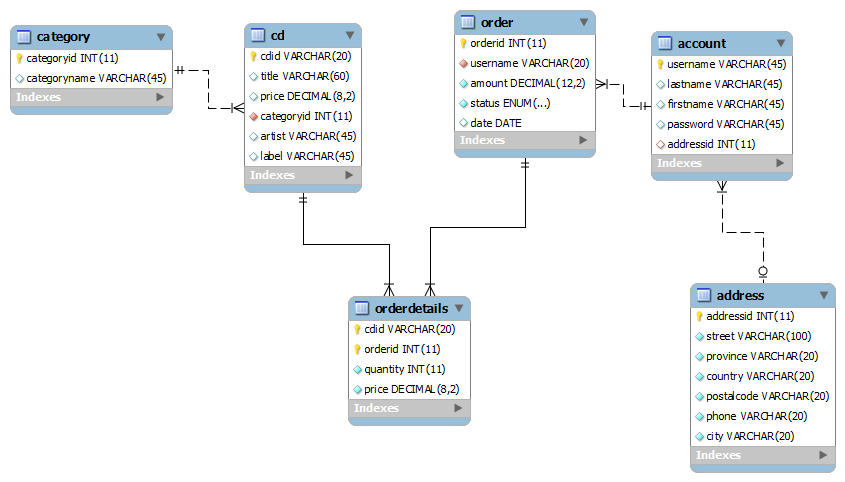 category
categoryid INT(11)
categoryname VARCHAR(45)
Indexes
cd
cdid VARCHAR(20)
title VARCHAR(60)
price DECIMAL(8,2)
categoryid INT(11)
artist VARCHAR(45)
label VARCHAR(45)
Indexes
order
orderid INT(11)
username VARCHAR(20)
amount DECIMAL(12,2)
status ENUM(...)
date DATE
Indexes
account
username VARCHAR(45)
lastname VARCHAR(45)
firstname VARCHAR(45)
password VARCHAR(45)
addressid INT(11)
Indexes
orderdetails
cdid VARCHAR(20)
orderid INT(11)
quantity INT(11)
price DECIMAL(8,2)
Indexes
address
addressid INT(11)
street VARCHAR(100)
province VARCHAR(20)
country VARCHAR(20)
postalcode VARCHAR(20)
phone VARCHAR(20)
city VARCHAR(20)
Indexes